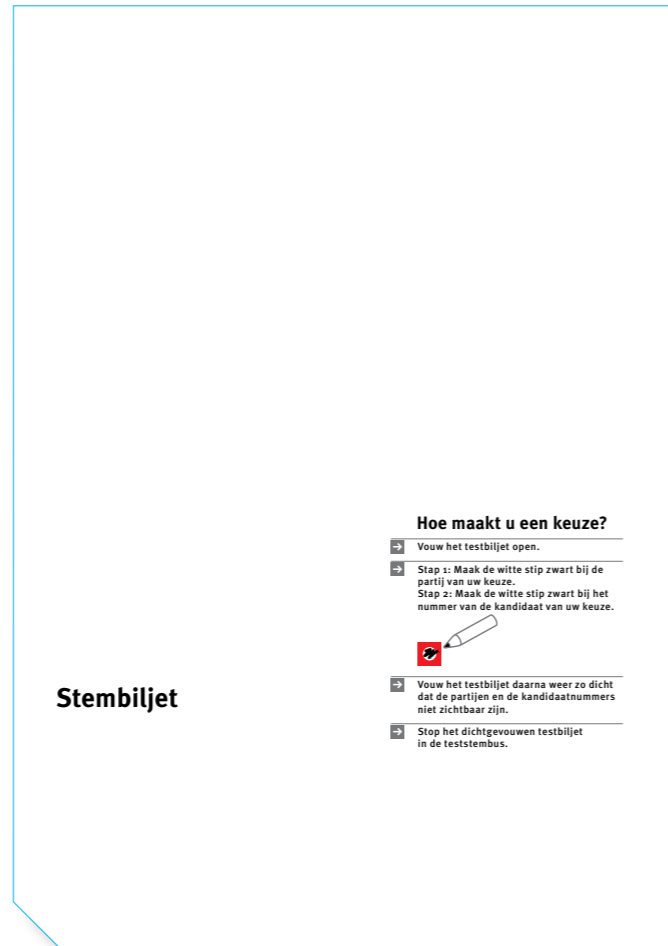 Hoe maakt u een keuze?
Vouw het testbiljet open.
Stap 1: Maak de witte stip zwart bij de
partij van uw keuze.
Stap 2: Maak de witte stip zwart bij het
nummer van de kandidaat van uw keuze.
Stembiljet
Vouw het testbiljet daarna weer zo dicht
dat de partijen en de kandidaatnummers
niet zichtbaar zijn.
Stop het dichtgevouwen testbiljet
in de teststembus.